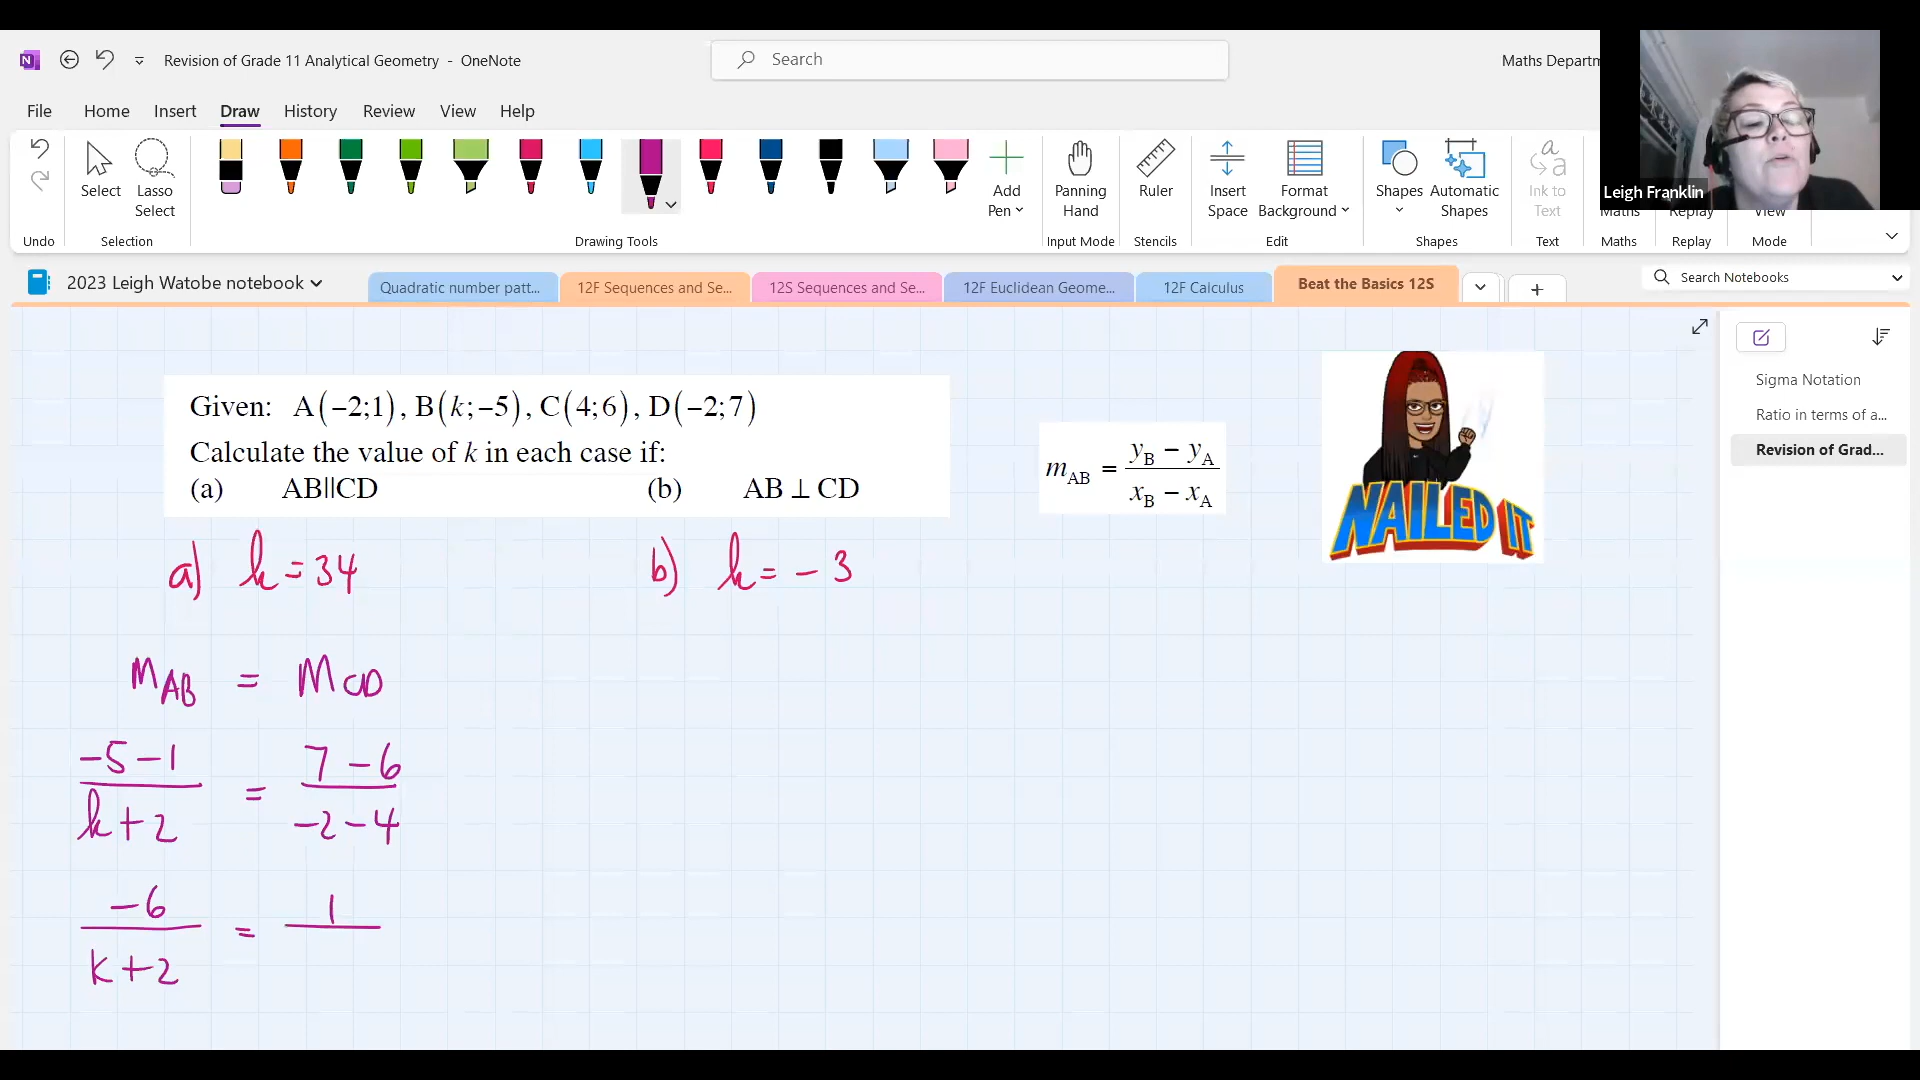 Revision of Grade 11 Analytical Geometry - OneNote
Search
Maths Departm
File Home Insert Draw History Review View Help
Select
Lasso Select
Add Pen
Panning Hand
Ruler
Insert Space
Format Background
Shapes
Automatic Shapes
Ink to Text
Maths
Replay
View
Leigh Franklin
Undo Selection Drawing Tools Input Mode Stencils Edit Shapes Text Maths Replay Mode
2023 Leigh Watobe notebook
Quadratic number patt... 12F Sequences and Se... 12S Sequences and Se... 12F Euclidean Geome... 12F Calculus Beat the Basics 12S
Search Notebooks
Sigma Notation
Ratio in terms of a...
Revision of Grad...
Given: A(−2;1), B(k;−5), C(4;6), D(−2;7)
Calculate the value of k in each case if:
(a) AB||CD (b) AB ⊥ CD
m_AB = (y_B − y_A)/(x_B − x_A)
NAILED IT
a) k = 34 b) k = −3
M_AB = M_CD
−5 − 1 = 7 − 6
k + 2 −2 − 4
−6 = 1
k + 2